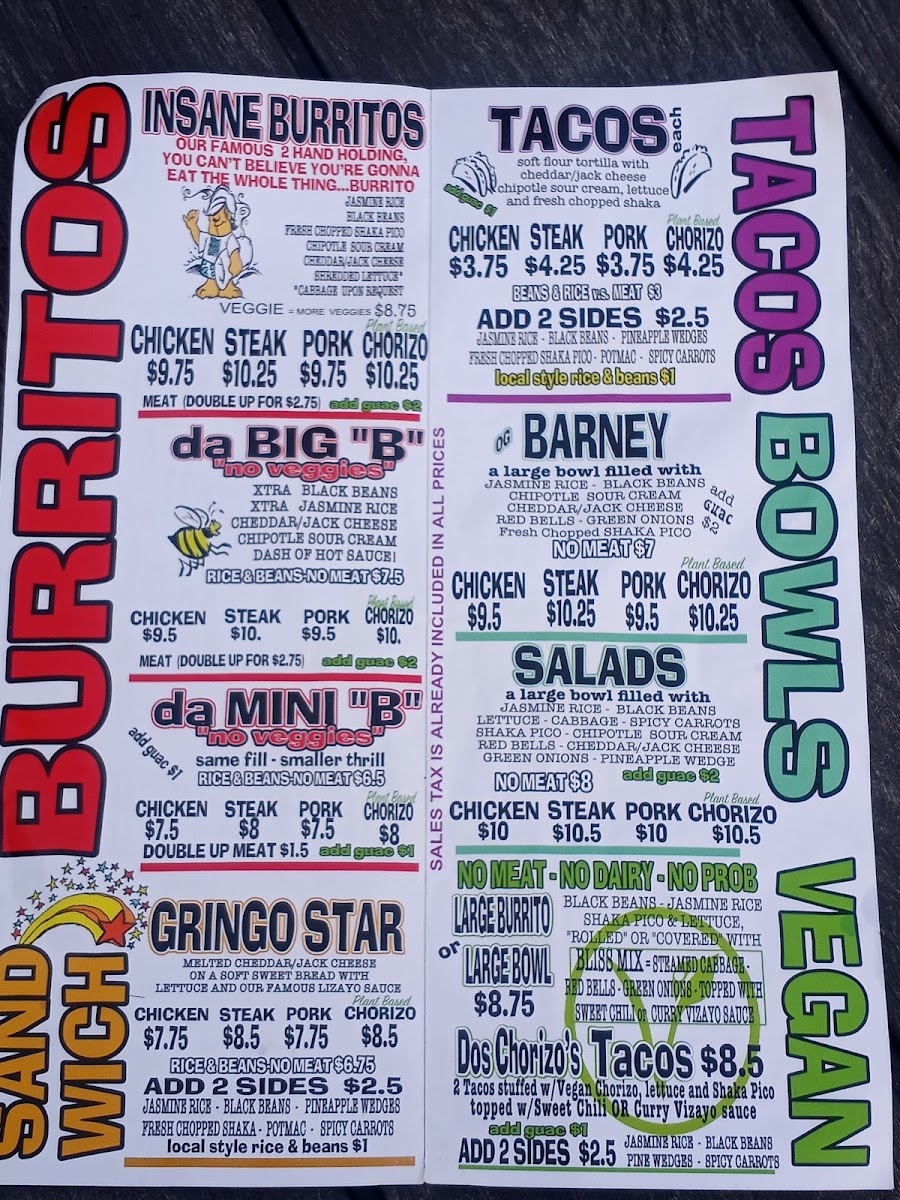 BURRITOS
INSANE BURRITOS
OUR FAMOUS 2 HAND HOLDING,
YOU CAN'T BELIEVE YOU'RE GONNA
EAT THE WHOLE THING...BURRITO
JASMINE RICE
BLACK BEANS
FRESH CHOPPED SHAKA PICO
CHIPOTLE SOUR CREAM
CHEDDAR/JACK CHEESE
SHREDDED LETTUCE*
*CABBAGE UPON REQUEST
VEGGIE = MORE VEGGIES $8.75
Plant Based
CHICKEN STEAK PORK CHORIZO
$9.75 $10.25 $9.75 $10.25
MEAT (DOUBLE UP FOR $2.75) add guac $2
da BIG "B"
"no veggies"
XTRA BLACK BEANS
XTRA JASMINE RICE
CHEDDAR/JACK CHEESE
CHIPOTLE SOUR CREAM
DASH OF HOT SAUCE!
RICE & BEANS-NO MEAT $7.5
Plant Based
CHICKEN STEAK PORK CHORIZO
$9.5 $10. $9.5 $10.
MEAT (DOUBLE UP FOR $2.75) add guac $2
da MINI "B"
"no veggies"
add guac $1
same fill - smaller thrill
RICE & BEANS-NO MEAT $6.5
Plant Based
CHICKEN STEAK PORK CHORIZO
$7.5 $8 $7.5 $8
DOUBLE UP MEAT $1.5 add guac $1
SAND
WICH
GRINGO STAR
MELTED CHEDDAR/JACK CHEESE
ON A SOFT SWEET BREAD WITH
LETTUCE AND OUR FAMOUS LIZAYO SAUCE
Plant Based
CHICKEN STEAK PORK CHORIZO
$7.75 $8.5 $7.75 $8.5
RICE & BEANS-NO MEAT $6.75
ADD 2 SIDES $2.5
JASMINE RICE - BLACK BEANS - PINEAPPLE WEDGES
FRESH CHOPPED SHAKA - POTMAC - SPICY CARROTS
local style rice & beans $1
SALES TAX IS ALREADY INCLUDED IN ALL PRICES
TACOS
TACOS each
soft flour tortilla with
cheddar/jack cheese
chipotle sour cream, lettuce
and fresh chopped shaka
add guac $1
Plant Based
CHICKEN STEAK PORK CHORIZO
$3.75 $4.25 $3.75 $4.25
BEANS & RICE v.s. MEAT $3
ADD 2 SIDES $2.5
JASMINE RICE - BLACK BEANS - PINEAPPLE WEDGES
FRESH CHOPPED SHAKA PICO - POTMAC - SPICY CARROTS
local style rice & beans $1
BOWLS
OG BARNEY
a large bowl filled with
JASMINE RICE - BLACK BEANS
CHIPOTLE SOUR CREAM
CHEDDAR/JACK CHEESE
RED BELLS - GREEN ONIONS
Fresh Chopped SHAKA PICO
add
guac
$2
NO MEAT $7
Plant Based
CHICKEN STEAK PORK CHORIZO
$9.5 $10.25 $9.5 $10.25
SALADS
a large bowl filled with
JASMINE RICE - BLACK BEANS
LETTUCE - CABBAGE - SPICY CARROTS
SHAKA PICO - CHIPOTLE SOUR CREAM
RED BELLS - CHEDDAR/JACK CHEESE
GREEN ONIONS - PINEAPPLE WEDGE
NO MEAT $8 add guac $2
Plant Based
CHICKEN STEAK PORK CHORIZO
$10 $10.5 $10 $10.5
VEGAN
NO MEAT - NO DAIRY - NO PROB
LARGE BURRITO
or
LARGE BOWL
$8.75
BLACK BEANS - JASMINE RICE
SHAKA PICO & LETTUCE,
"ROLLED" OR "COVERED" WITH
BLISS MIX = STEAMED CABBAGE -
RED BELLS - GREEN ONIONS - TOPPED WITH
SWEET CHILI or CURRY VIZAYO SAUCE
Dos Chorizo's Tacos $8.5
2 Tacos stuffed w/Vegan Chorizo, lettuce and Shaka Pico
topped w/Sweet Chili OR Curry Vizayo sauce
add guac $1
ADD 2 SIDES $2.5 JASMINE RICE - BLACK BEANS
PINE WEDGES - SPICY CARROTS